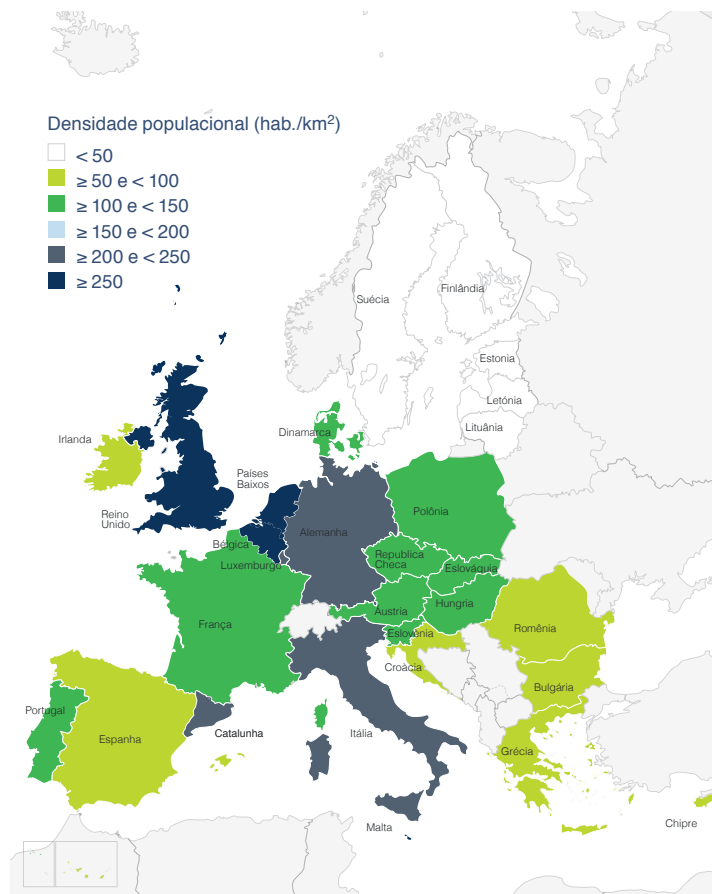 Densidade populacional (hab./km²)
< 50
≥ 50 e < 100
≥ 100 e < 150
≥ 150 e < 200
≥ 200 e < 250
≥ 250
Suécia
Finlândia
Estonia
Letónia
Lituânia
Dinamarca
Irlanda
Reino
Unido
Países
Baixos
Bélgica
Luxemburgo
Alemanha
Polônia
Republica
Checa
Eslováquia
Áustria
Hungria
Eslovénia
França
Croàcia
Romênia
Bulgária
Portugal
Espanha
Catalunha
Itália
Grécia
Malta
Chipre